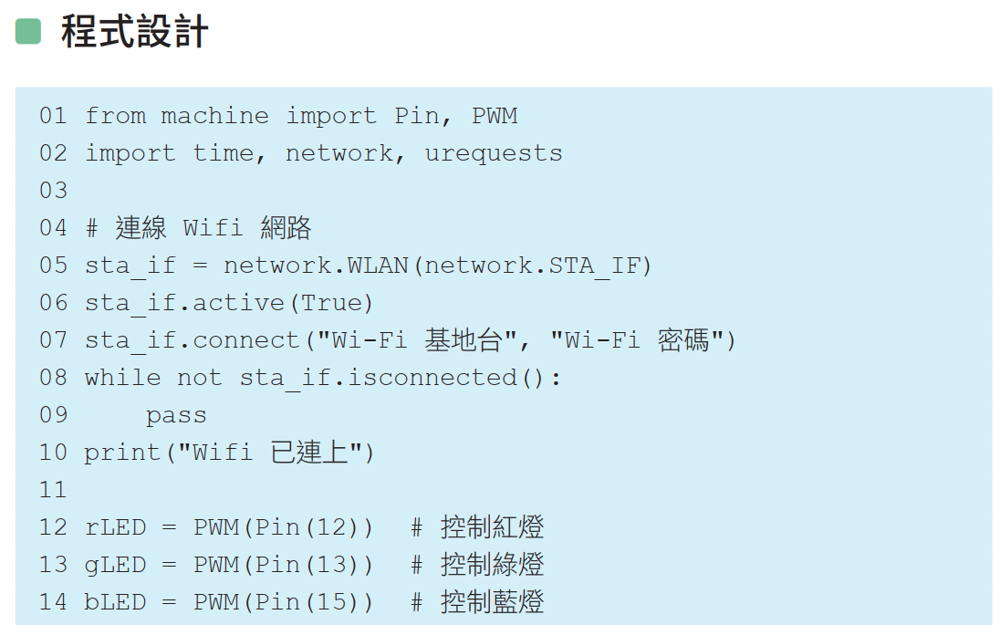 程式設計
01 from machine import Pin, PWM
02 import time, network, urequests
03
04 # 連線 Wifi 網路
05 sta_if = network.WLAN(network.STA_IF)
06 sta_if.active(True)
07 sta_if.connect("Wi-Fi 基地台", "Wi-Fi 密碼")
08 while not sta_if.isconnected():
09     pass
10 print("Wifi 已連上")
11
12 rLED = PWM(Pin(12))  # 控制紅燈
13 gLED = PWM(Pin(13))  # 控制綠燈
14 bLED = PWM(Pin(15))  # 控制藍燈